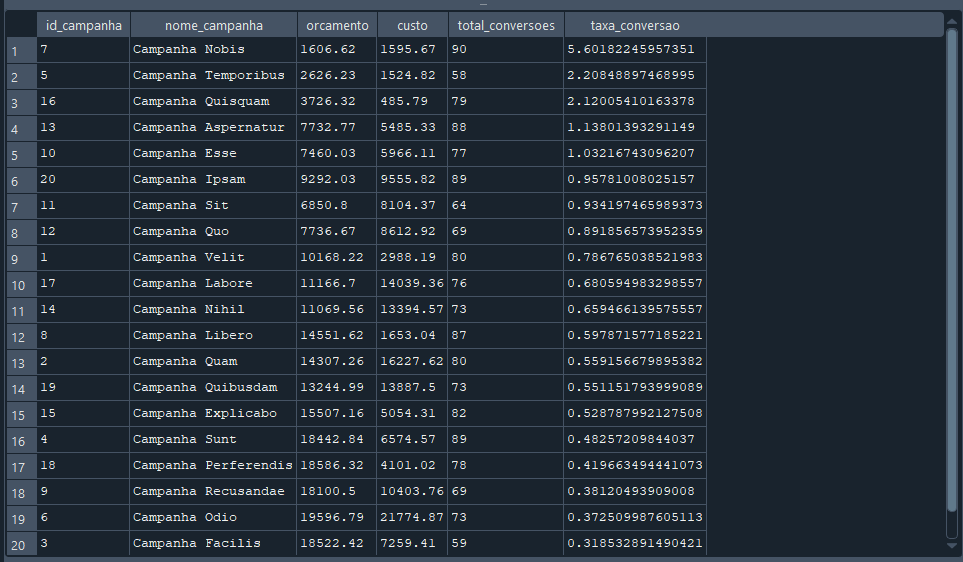 id_campanha nome_campanha orcamento custo total_conversoes taxa_conversao
1 7 Campanha Nobis 1606.62 1595.67 90 5.60182245957351
2 5 Campanha Temporibus 2626.23 1524.82 58 2.20848897468995
3 16 Campanha Quisquam 3726.32 485.79 79 2.12005410163378
4 13 Campanha Aspernatur 7732.77 5485.33 88 1.13801393291149
5 10 Campanha Esse 7460.03 5966.11 77 1.03216743096207
6 20 Campanha Ipsam 9292.03 9555.82 89 0.95781008025157
7 11 Campanha Sit 6850.8 8104.37 64 0.934197465989373
8 12 Campanha Quo 7736.67 8612.92 69 0.891856573952359
9 1 Campanha Velit 10168.22 2988.19 80 0.786765038521983
10 17 Campanha Labore 11166.7 14039.36 76 0.680594983298557
11 14 Campanha Nihil 11069.56 13394.57 73 0.659466139575557
12 8 Campanha Libero 14551.62 1653.04 87 0.597871577185221
13 2 Campanha Quam 14307.26 16227.62 80 0.559156679895382
14 19 Campanha Quibusdam 13244.99 13887.5 73 0.551151793999089
15 15 Campanha Explicabo 15507.16 5054.31 82 0.528787992127508
16 4 Campanha Sunt 18442.84 6574.57 89 0.48257209844037
17 18 Campanha Perferendis 18586.32 4101.02 78 0.419663494441073
18 9 Campanha Recusandae 18100.5 10403.76 69 0.38120493909008
19 6 Campanha Odio 19596.79 21774.87 73 0.372509987605113
20 3 Campanha Facilis 18522.42 7259.41 59 0.318532891490421